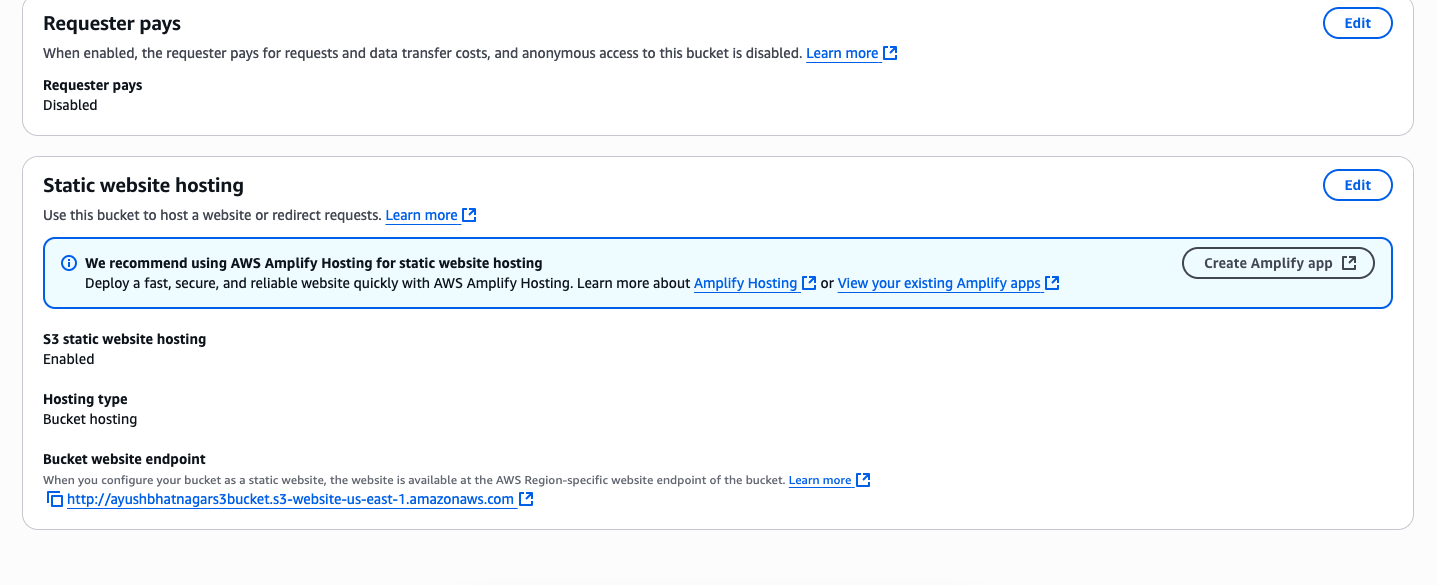 Requester pays
Edit
When enabled, the requester pays for requests and data transfer costs, and anonymous access to this bucket is disabled. Learn more
Requester pays
Disabled
Static website hosting
Edit
Use this bucket to host a website or redirect requests. Learn more
We recommend using AWS Amplify Hosting for static website hosting
Create Amplify app
Deploy a fast, secure, and reliable website quickly with AWS Amplify Hosting. Learn more about Amplify Hosting or View your existing Amplify apps
S3 static website hosting
Enabled
Hosting type
Bucket hosting
Bucket website endpoint
When you configure your bucket as a static website, the website is available at the AWS Region-specific website endpoint of the bucket. Learn more
http://ayushbhatnagars3bucket.s3-website-us-east-1.amazonaws.com